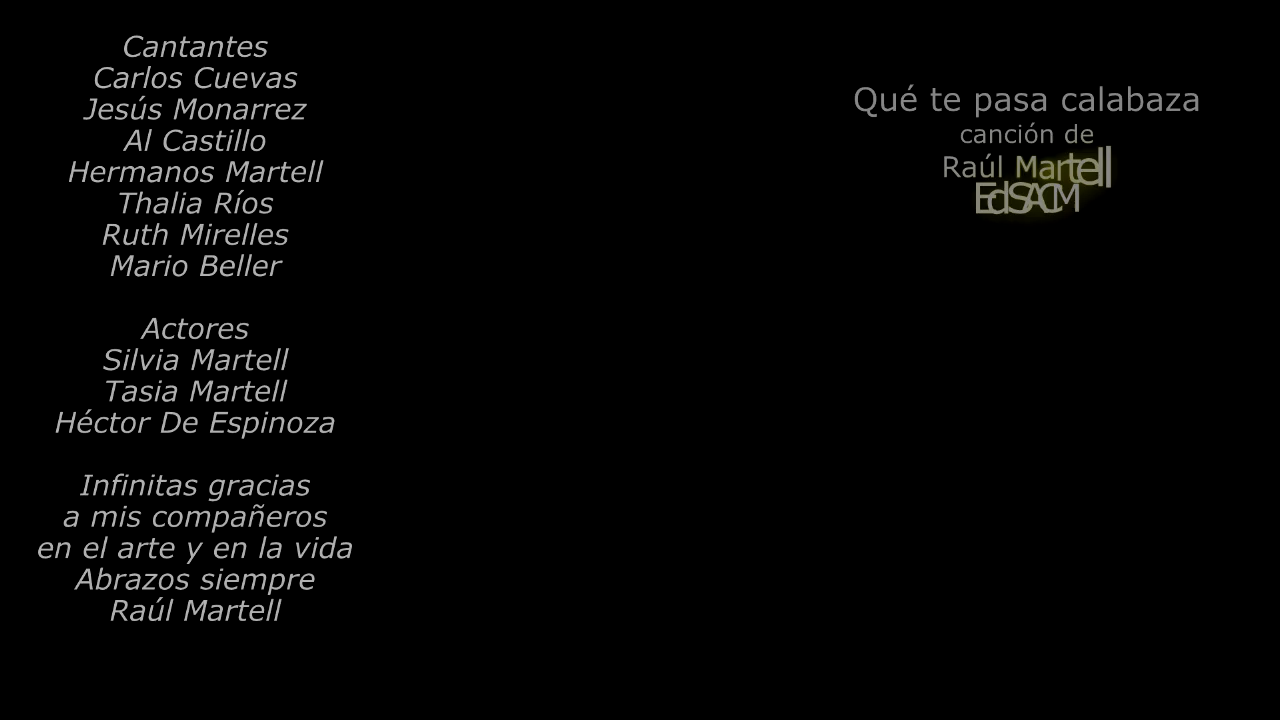 Cantantes
Carlos Cuevas
Jesús Monarrez
Al Castillo
Hermanos Martell
Thalia Ríos
Ruth Mirelles
Mario Beller
Actores
Silvia Martell
Tasia Martell
Héctor De Espinoza
Infinitas gracias
a mis compañeros
en el arte y en la vida
Abrazos siempre
Raúl Martell
Qué te pasa calabaza
canción de
Raúl Martell
EdSACM